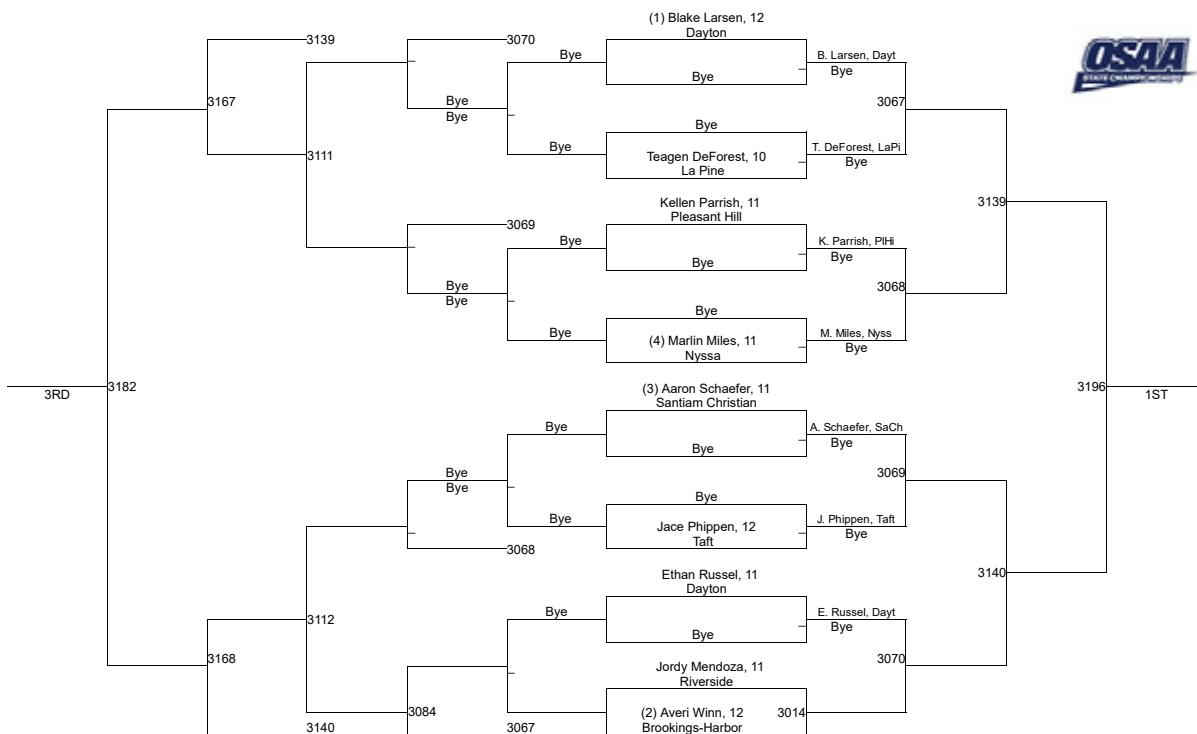 (1) Blake Larsen, 12
Dayton
3139
3070
Bye
Bye
B. Larsen, Dayt
Bye
OSAA
STATE CHAMPIONSHIPS
3167
Bye
Bye
3067
Bye
Bye
Teagen DeForest, 10
La Pine
T. DeForest, LaPi
Bye
3111
3139
Kellen Parrish, 11
Pleasant Hill
3069
Bye
Bye
K. Parrish, PlHi
Bye
Bye
Bye
3068
Bye
Bye
(4) Marlin Miles, 11
Nyssa
M. Miles, Nyss
Bye
3RD
3182
3196
1ST
(3) Aaron Schaefer, 11
Santiam Christian
Bye
Bye
A. Schaefer, SaCh
Bye
Bye
Bye
3069
Bye
Bye
Jace Phippen, 12
Taft
J. Phippen, Taft
Bye
3068
3140
Ethan Russel, 11
Dayton
3112
Bye
Bye
E. Russel, Dayt
Bye
3168
3070
Jordy Mendoza, 11
Riverside
3084
(2) Averi Winn, 12
Brookings-Harbor
3014
3140
3067